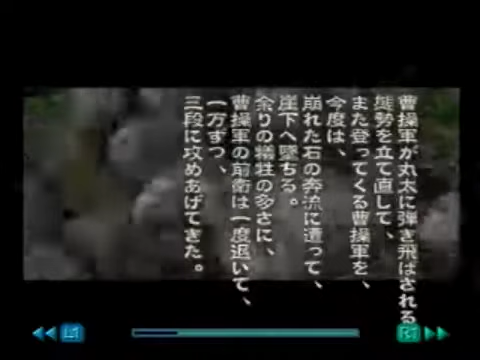 曹操軍が丸太に弾き飛ばされる
態勢を立て直して、
また登ってくる曹操軍を、
今度は、
崩れた石の奔流に遭って、
崖下へ墜ちる。
余りの犠牲の多さに、
曹操軍の前衛は一度退いて、
一万ずつ、
三段に攻めあげてきた。
L1
R1